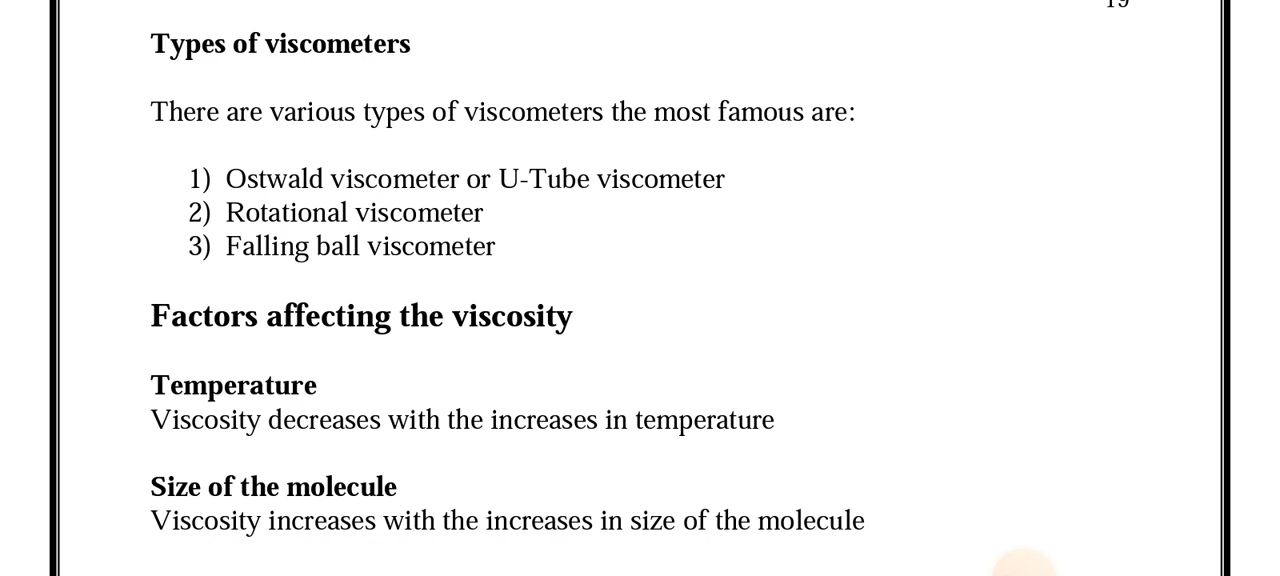 Types of viscometers
There are various types of viscometers the most famous are:
1) Ostwald viscometer or U-Tube viscometer
2) Rotational viscometer
3) Falling ball viscometer
Factors affecting the viscosity
Temperature
Viscosity decreases with the increases in temperature
Size of the molecule
Viscosity increases with the increases in size of the molecule